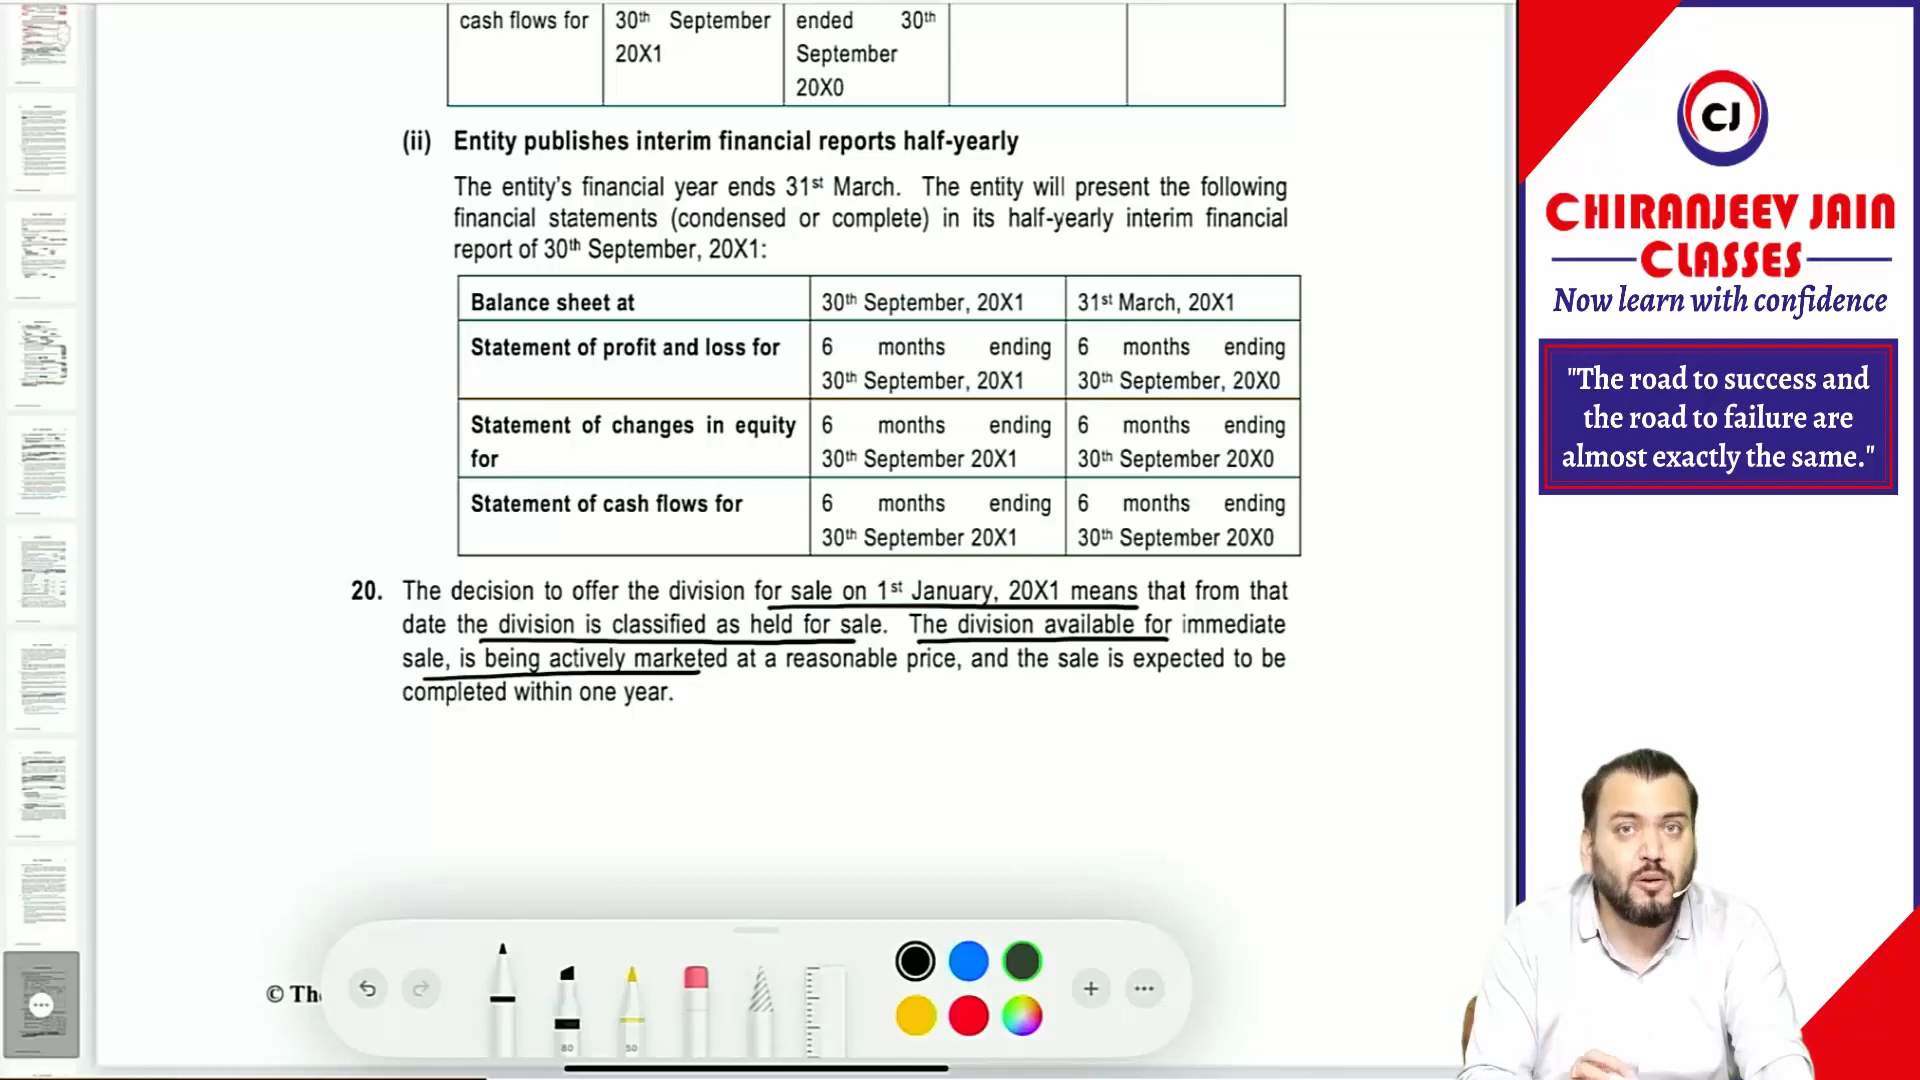 cash flows for 30th September ended 30th
20X1 September
20X0
(ii) Entity publishes interim financial reports half-yearly
The entity's financial year ends 31st March. The entity will present the following
financial statements (condensed or complete) in its half-yearly interim financial
report of 30th September, 20X1:
Balance sheet at 30th September, 20X1 31st March, 20X1
Statement of profit and loss for 6 months ending 6 months ending
30th September, 20X1 30th September, 20X0
Statement of changes in equity 6 months ending 6 months ending
for 30th September 20X1 30th September 20X0
Statement of cash flows for 6 months ending 6 months ending
30th September 20X1 30th September 20X0
20. The decision to offer the division for sale on 1st January, 20X1 means that from that
date the division is classified as held for sale. The division available for immediate
sale, is being actively marketed at a reasonable price, and the sale is expected to be
completed within one year.
©
80 50
CJ
CHIRANJEEV JAIN
CLASSES
Now learn with confidence
"The road to success and
the road to failure are
almost exactly the same."